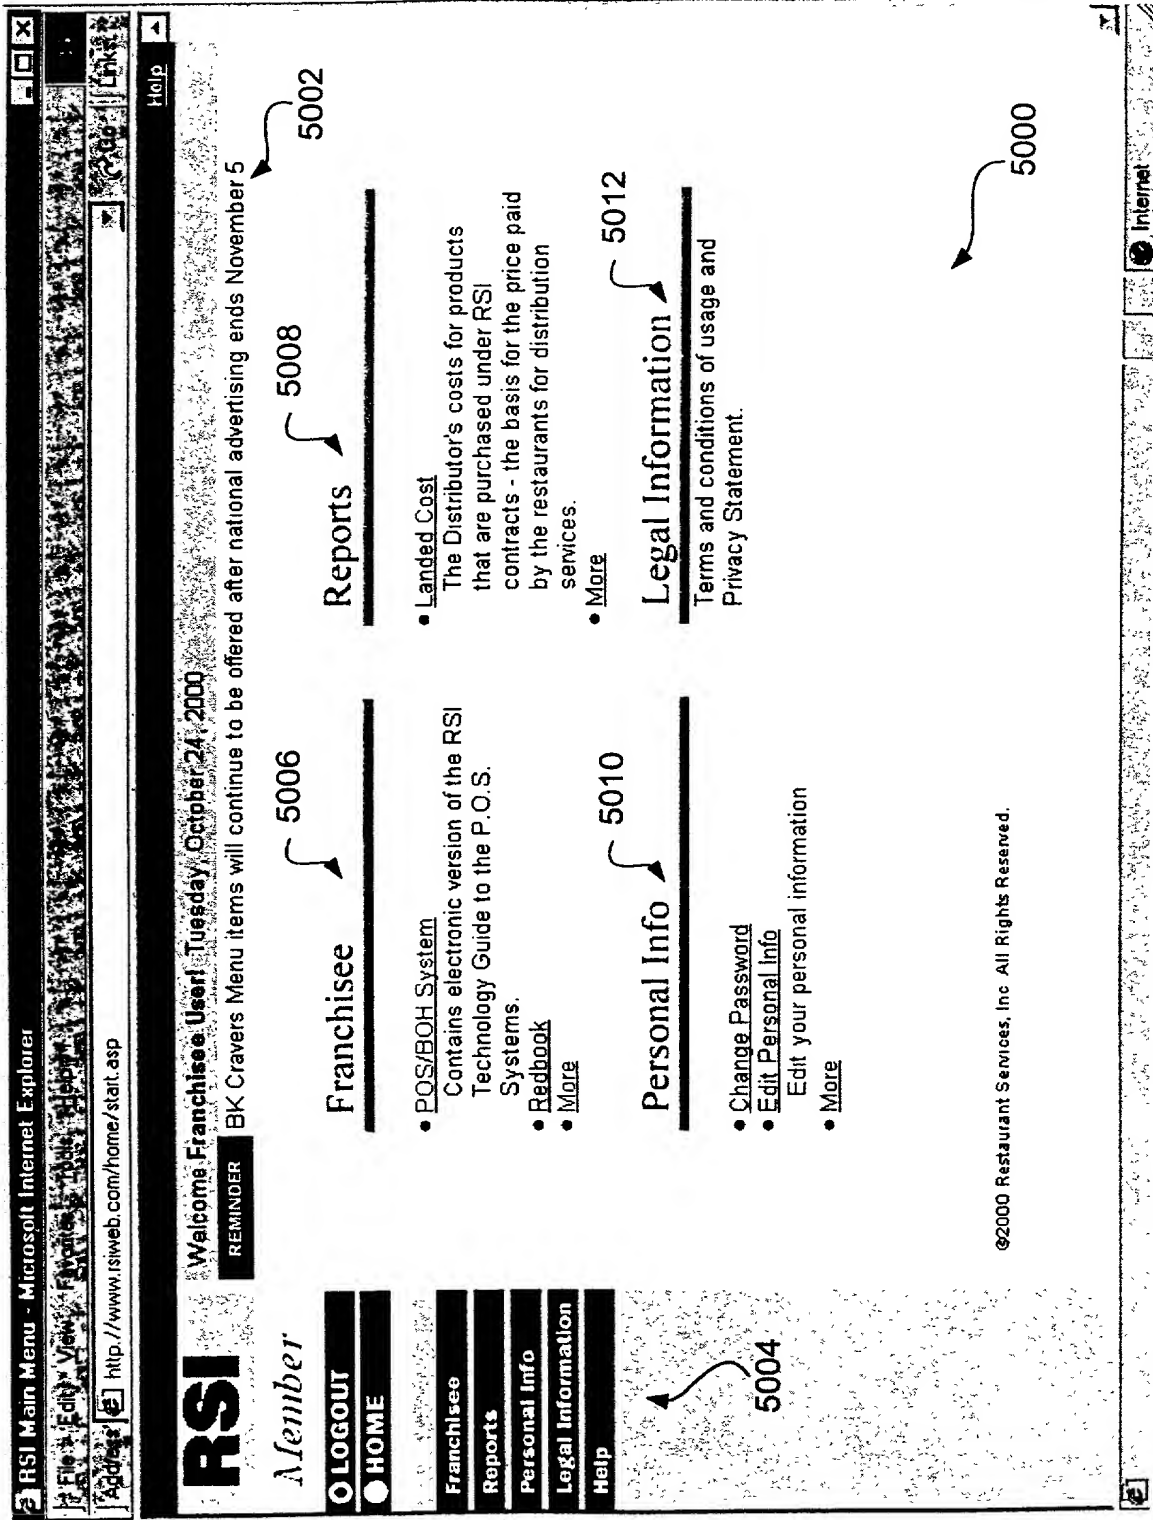 RSI Main Menu - Microsoft Internet Explorer
File Edit View Favorites Tools Help
Address http://www.rsiweb.com/home/start.asp Go Links
Help
RSI
Welcome Franchisee User! Tuesday, October 24, 2000
REMINDER BK Cravers Menu items will continue to be offered after national advertising ends November 5
5002
Member
LOGOUT
HOME
Franchisee
Reports
Personal Info
Legal Information
Help
5004
Franchisee
5006
• POS/BOH System
Contains electronic version of the RSI
Technology Guide to the P.O.S.
Systems.
• Redbook
• More
Reports
5008
• Landed Cost
The Distributor's costs for products
that are purchased under RSI
contracts - the basis for the price paid
by the restaurants for distribution
services.
• More
Personal Info
5010
• Change Password
• Edit Personal Info
Edit your personal information
• More
Legal Information
5012
Terms and conditions of usage and
Privacy Statement.
5000
©2000 Restaurant Services, Inc All Rights Reserved.
Internet